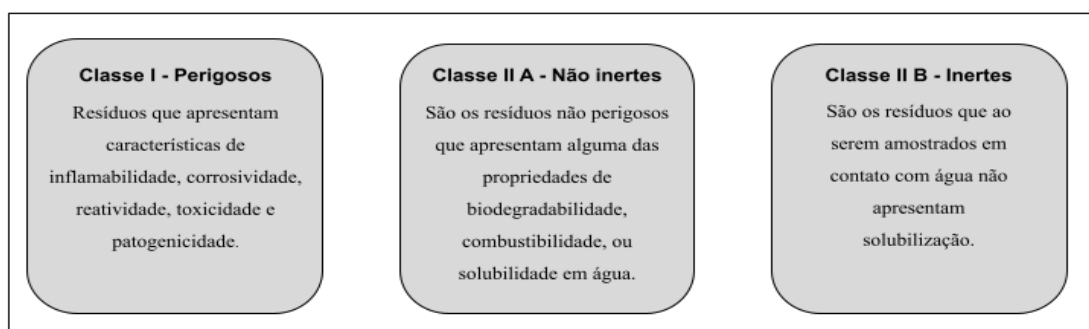 Classe I - Perigosos
Resíduos que apresentam
características de
inflamabilidade, corrosividade,
reatividade, toxicidade e
patogenicidade.
Classe II A - Não inertes
São os resíduos não perigosos
que apresentam alguma das
propriedades de
biodegradabilidade,
combustibilidade, ou
solubilidade em água.
Classe II B - Inertes
São os resíduos que ao
serem amostrados em
contato com água não
apresentam
solubilização.